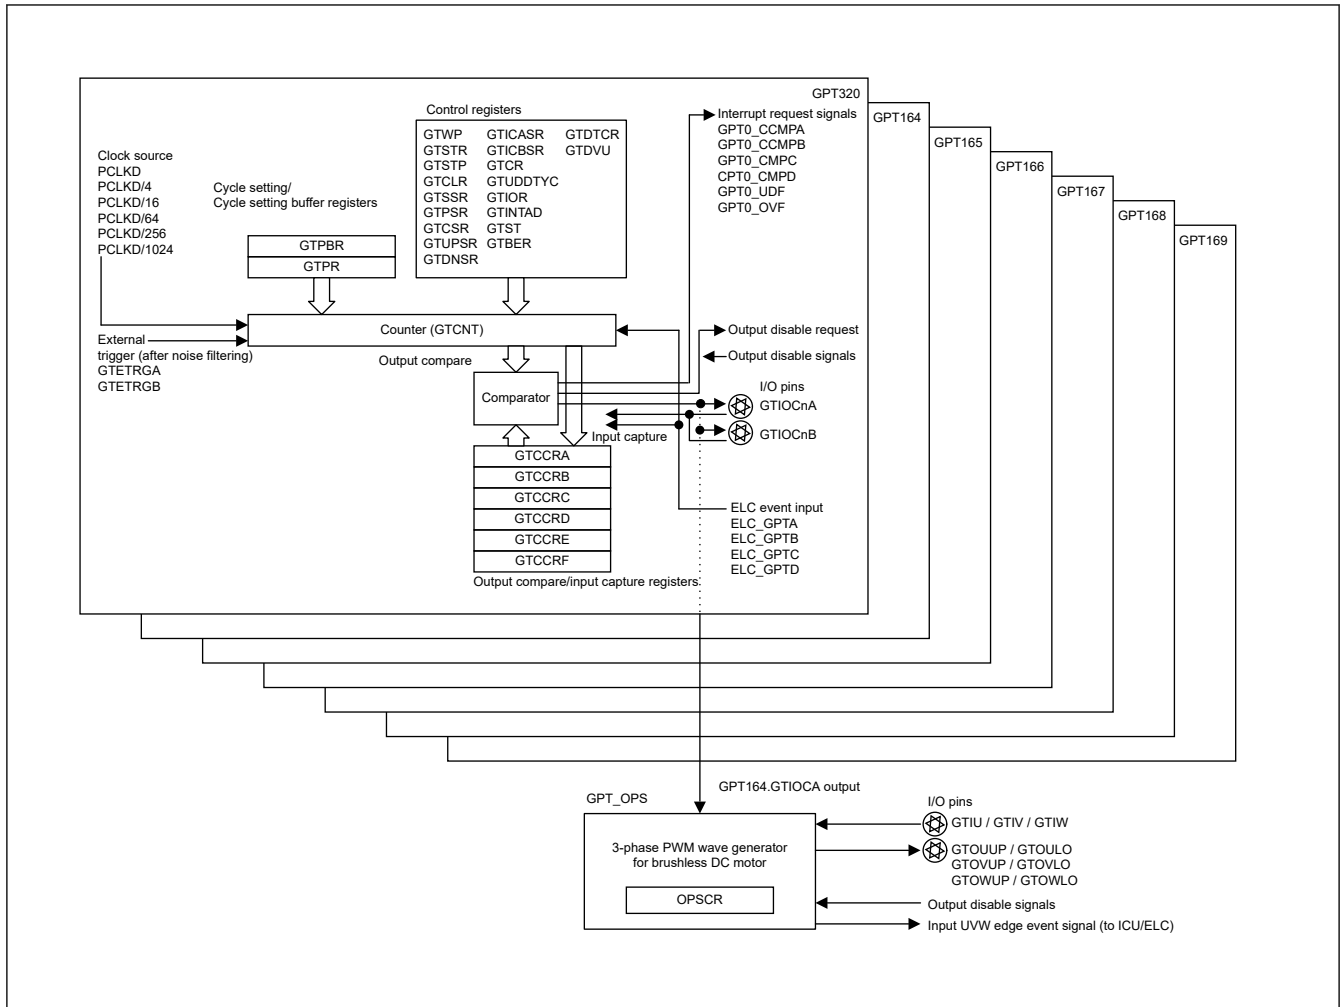 GPT320
GPT164
GPT165
GPT166
GPT167
GPT168
GPT169
Control registers
GTWP GTICASR GTDTCR
GTSTR GTICBSR GTDVU
GTSTP GTCR
GTCLR GTUDDTYC
GTSSR GTIOR
GTPSR GTINTAD
GTCSR GTST
GTUPSR GTBER
GTDNSR
Interrupt request signals
GPT0_CCMPA
GPT0_CCMPB
GPT0_CMPC
CPT0_CMPD
GPT0_UDF
GPT0_OVF
Clock source
PCLKD
PCLKD/4
PCLKD/16
PCLKD/64
PCLKD/256
PCLKD/1024
Cycle setting/
Cycle setting buffer registers
GTPBR
GTPR
Counter (GTCNT)
External
trigger (after noise filtering)
GTETRGA
GTETRGB
Output compare
Comparator
Output disable request
Output disable signals
I/O pins
GTIOCnA
GTIOCnB
Input capture
GTCCRA
GTCCRB
GTCCRC
GTCCRD
GTCCRE
GTCCRF
Output compare/input capture registers
ELC event input
ELC_GPTA
ELC_GPTB
ELC_GPTC
ELC_GPTD
GPT164.GTIOCA output
GPT_OPS
3-phase PWM wave generator
for brushless DC motor
OPSCR
I/O pins
GTIU / GTIV / GTIW
GTOUUP / GTOULO
GTOVUP / GTOVLO
GTOWUP / GTOWLO
Output disable signals
Input UVW edge event signal (to ICU/ELC)